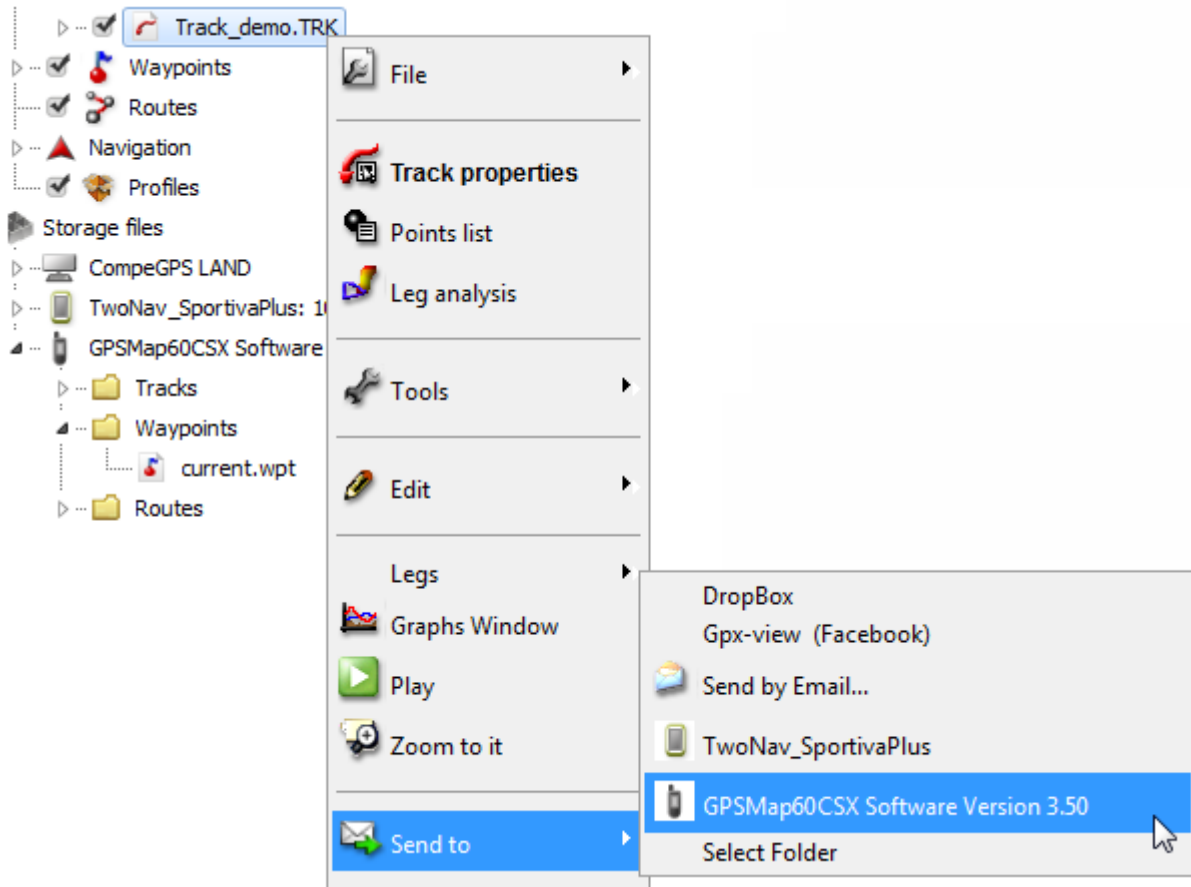 Track_demo.TRK
Waypoints
Routes
Navigation
Profiles
Storage files
CompeGPS LAND
TwoNav_SportivaPlus: 1
GPSMap60CSX Software
Tracks
Waypoints
current.wpt
Routes
File
Track properties
Points list
Leg analysis
Tools
Edit
Legs
Graphs Window
Play
Zoom to it
Send to
DropBox
Gpx-view (Facebook)
Send by Email...
TwoNav_SportivaPlus
GPSMap60CSX Software Version 3.50
Select Folder